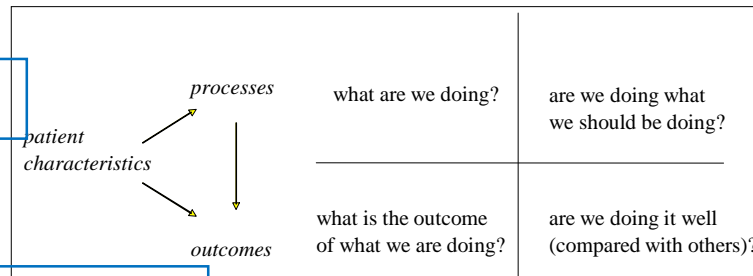 processes
what are we doing?
are we doing what
we should be doing?
patient
characteristics
what is the outcome
of what we are doing?
are we doing it well
(compared with others)?
outcomes